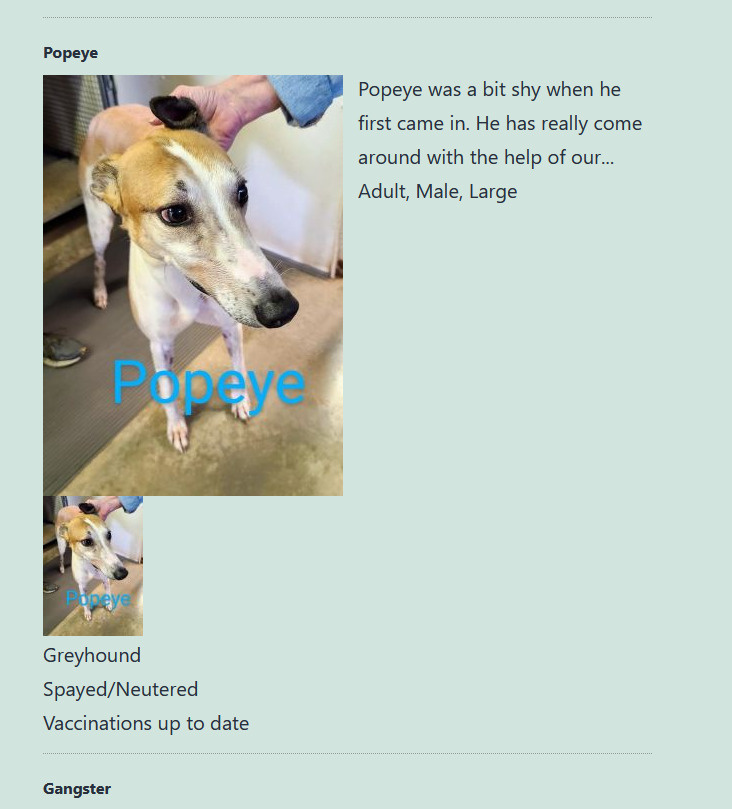 Popeye
Popeye was a bit shy when he
first came in. He has really come
around with the help of our...
Adult, Male, Large
Popeye
Popeye
Greyhound
Spayed/Neutered
Vaccinations up to date
Gangster